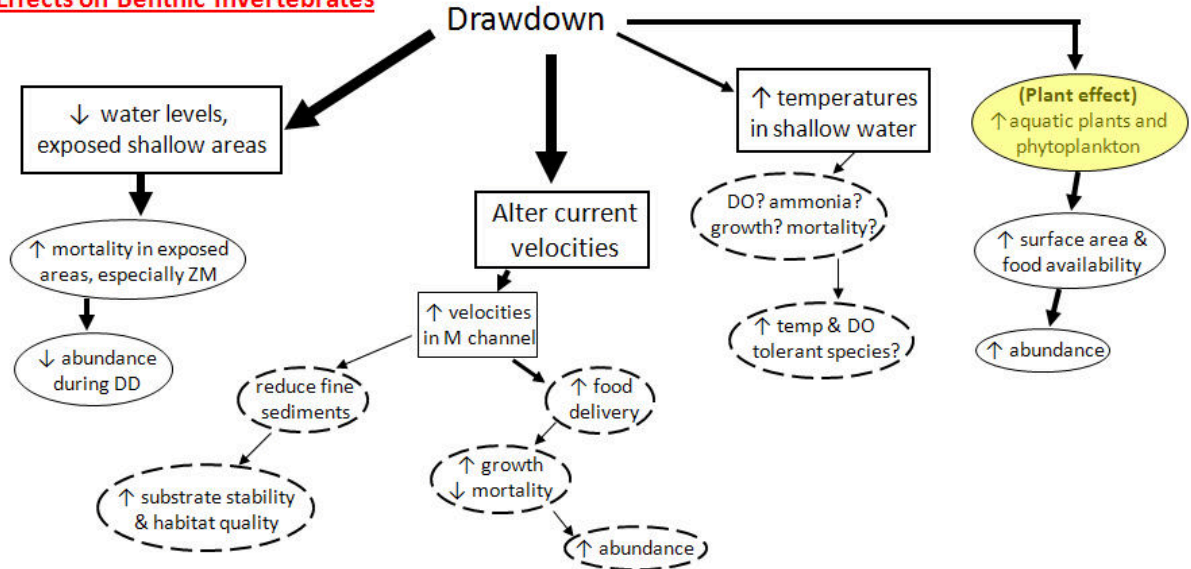 Effects on Benthic Invertebrates
Drawdown
↓ water levels,
exposed shallow areas
↑ mortality in exposed
areas, especially ZM
↓ abundance
during DD
Alter current
velocities
↑ velocities
in M channel
reduce fine
sediments
↑ substrate stability
& habitat quality
↑ food
delivery
↑ growth
↓ mortality
↑ abundance
↑ temperatures
in shallow water
DO? ammonia?
growth? mortality?
↑ temp & DO
tolerant species?
(Plant effect)
↑ aquatic plants and
phytoplankton
↑ surface area &
food availability
↑ abundance